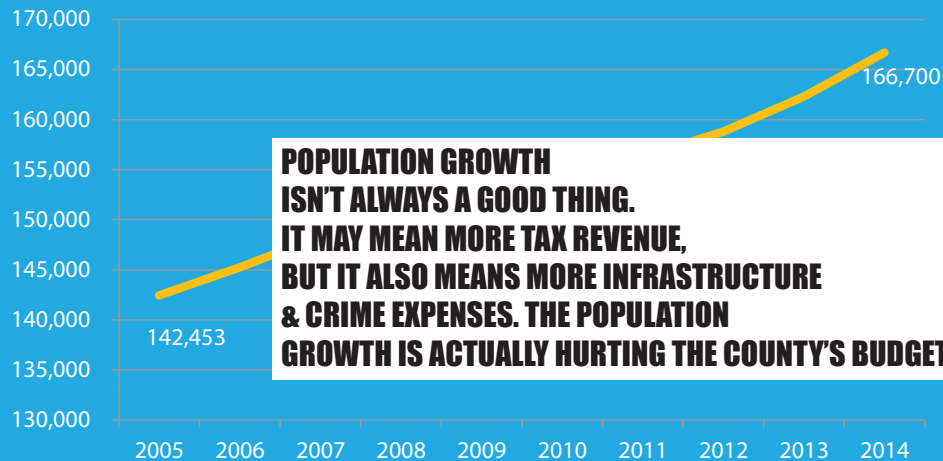 170,000
165,000
166,700
160,000
155,000
POPULATION GROWTH
ISN'T ALWAYS A GOOD THING.
150,000
IT MAY MEAN MORE TAX REVENUE,
145,000
BUT IT ALSO MEANS MORE INFRASTRUCTURE
140,000
& CRIME EXPENSES. THE POPULATION
142,453
GROWTH IS ACTUALLY HURTING THE COUNTY'S BUDGET
135,000
130,000
2005 2006 2007 2008 2009 2010 2011 2012 2013 2014